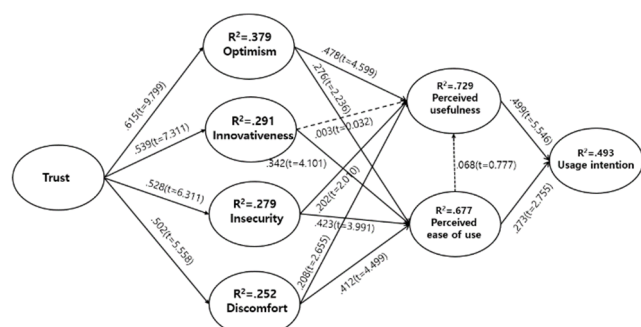 R²=.379
Optimism
.478(t=4.599)
.276(t=2.236)
R²=.729
Perceived
usefulness
.615(t=9.799)
R²=.291
Innovativeness
.003(t=0.032)
.499(t=5.546)
.539(t=7.311)
.342(t=4.101)
R²=.493
Usage intention
.068(t=0.777)
Trust
.528(t=6.311)
R²=.279
Insecurity
.202(t=2.010)
.423(t=3.991)
R²=.677
Perceived
ease of use
.273(t=2.755)
.502(t=5.558)
.208(t=2.655)
.412(t=4.499)
R²=.252
Discomfort